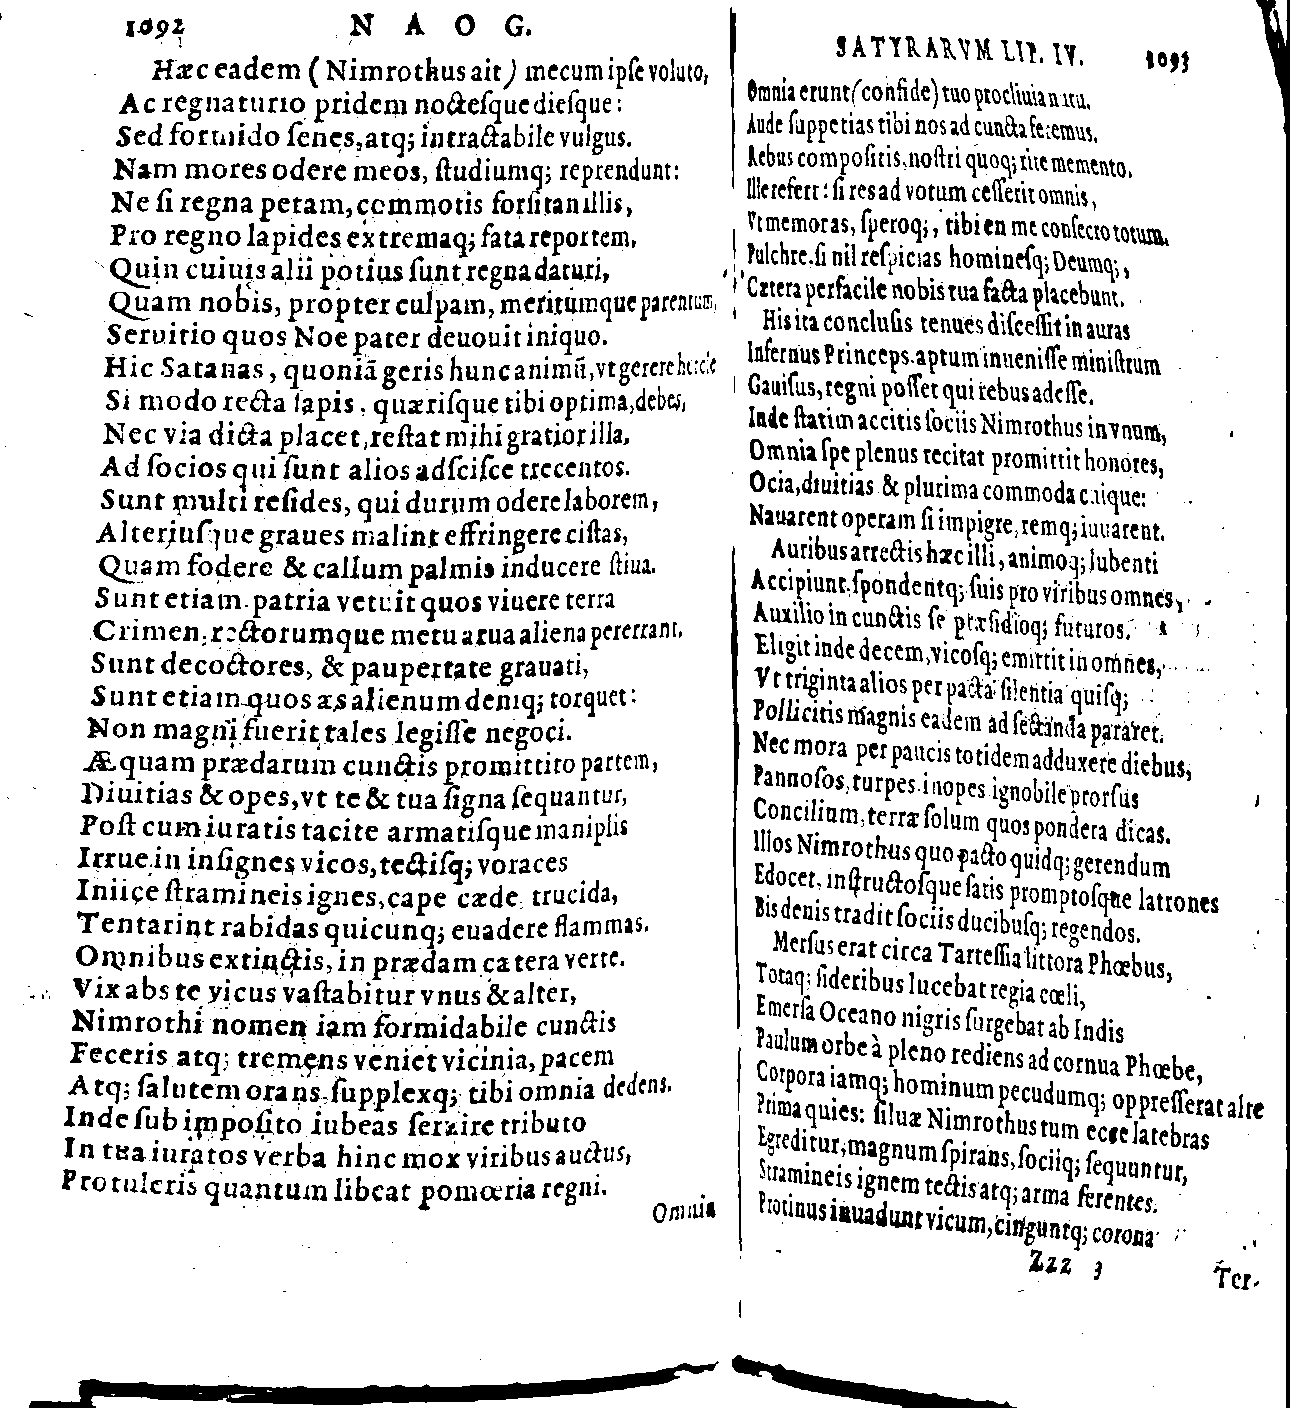 1092 N A O G.
Hæc eadem (Nimrothus ait) mecum ipſe voluto,
Ac regnaturio pridem noctefque dieſque:
Sed formido ſenes, atq; intractabile vulgus.
Nam mores odere meos, ſtudiumq; reprendunt:
Ne ſi regna petam, commotis forſitan illis,
Pro regno lapides extremaq; fata reportem,
Quin cuiuis alii potius ſunt regna daturi,
Quam nobis, propter culpam, meritumque parentum,
Seruitio quos Noe pater deuouit iniquo.
Hic Satanas, quoniā geris hunc animū, vt gerere hercle
Si modo recta ſapis, quæriſque tibi optima, debes,
Nec via dicta placet, reſtat mihi gratior illa,
Ad ſocios qui ſunt alios adſciſce trecentos.
Sunt multi reſides, qui durum odere laborem,
Alteriuſque graues malint effringere ciſtas,
Quam fodere & callum palmis inducere ſtiua.
Sunt etiam patria vetuit quos viuere terra
Crimen, rectorumque metu arua aliena pererrant.
Sunt decoctores, & paupertate grauati,
Sunt etiam quos æs alienum deniq; torquet:
Non magni fuerit tales legiſſe negoci.
Æquam prædarum cunctis promittito partem,
Diuitias & opes, vt te & tua ſigna ſequantur,
Poſt cum iuratis tacite armatiſque maniplis
Irrue in inſignes vicos, tectiſq; voraces
Iniice ſtramineis ignes, cape cæde trucida,
Tentarint rabidas quicunq; euadere flammas.
Omnibus extinctis, in prædam cætera verte.
Vix abs te vicus vaſtabitur vnus & alter,
Nimrothi nomen iam formidabile cunctis
Feceris atq; tremens veniet vicinia, pacem
Atq; ſalutem orans, ſupplexq; tibi omnia dedens.
Inde ſub impoſito iubeas ſeruire tributo
In tua iuratos verba hinc mox viribus auctus,
Protuleris quantum libeat pomœria regni.
Omnia
SATYRARVM LIB. IV. 1093
Omnia erunt (confide) tuo procliuia nutu.
Aude ſuppetias tibi nos ad cuncta feremus.
Rebus compoſitis, noſtri quoq; rite memento.
Ille refert: ſi res ad votum ceſſerit omnis,
Vt memoras, ſperoq;, tibi en me conſecro totum.
Pulchre, ſi nil reſpicias homineſq; Deumq;,
Cætera perfacile nobis tua facta placebunt.
His ita concluſis tenues diſceſſit in auras
Infernus Princeps, aptum inueniſſe miniſtrum
Gauiſus, regni poſſet qui rebus adeſſe.
Inde ſtatim accitis ſociis Nimrothus in vnum,
Omnia ſpe plenus recitat promittit honores,
Ocia, diuitias & plurima commoda cuique:
Nauarent operam ſi impigre, remq; iuuarent.
Auribus arrectis hæc illi, animoq; lubenti
Accipiunt, ſpondentq; ſuis pro viribus omnes,
Auxilio in cunctis ſe præſidioq; futuros.
Eligit inde decem, vicoſq; emittit in omnes,
Vt triginta alios per pacta ſilentia quiſq;
Pollicitis magnis eadem ad ſectanda pararet.
Nec mora per paucis totidem adduxere diebus,
Pannoſos, turpes, inopes ignobile prorſus
Concilium, terræ ſolum quos pondera dicas.
Illos Nimrothus quo pacto quidq; gerendum
Edocet, inſtructoſque ſatis promptoſque latrones
Bis denis tradit ſociis ducibuſq; regendos.
Merſus erat circa Tarteſſia littora Phœbus,
Totaq; ſideribus lucebat regia cœli,
Emerſa Oceano nigris ſurgebat ab Indis
Paulum orbe à pleno rediens ad cornua Phœbe,
Corpora iamq; hominum pecudumq; oppreſſerat alte
Prima quies: ſiluæ Nimrothus tum ecce latebras
Egreditur, magnum ſpirans, ſociiq; ſequuntur,
Stramineis ignem tectis atq; arma ferentes.
Protinus inuadunt vicum, cinguntq; corona
Zzz 3 Ter-